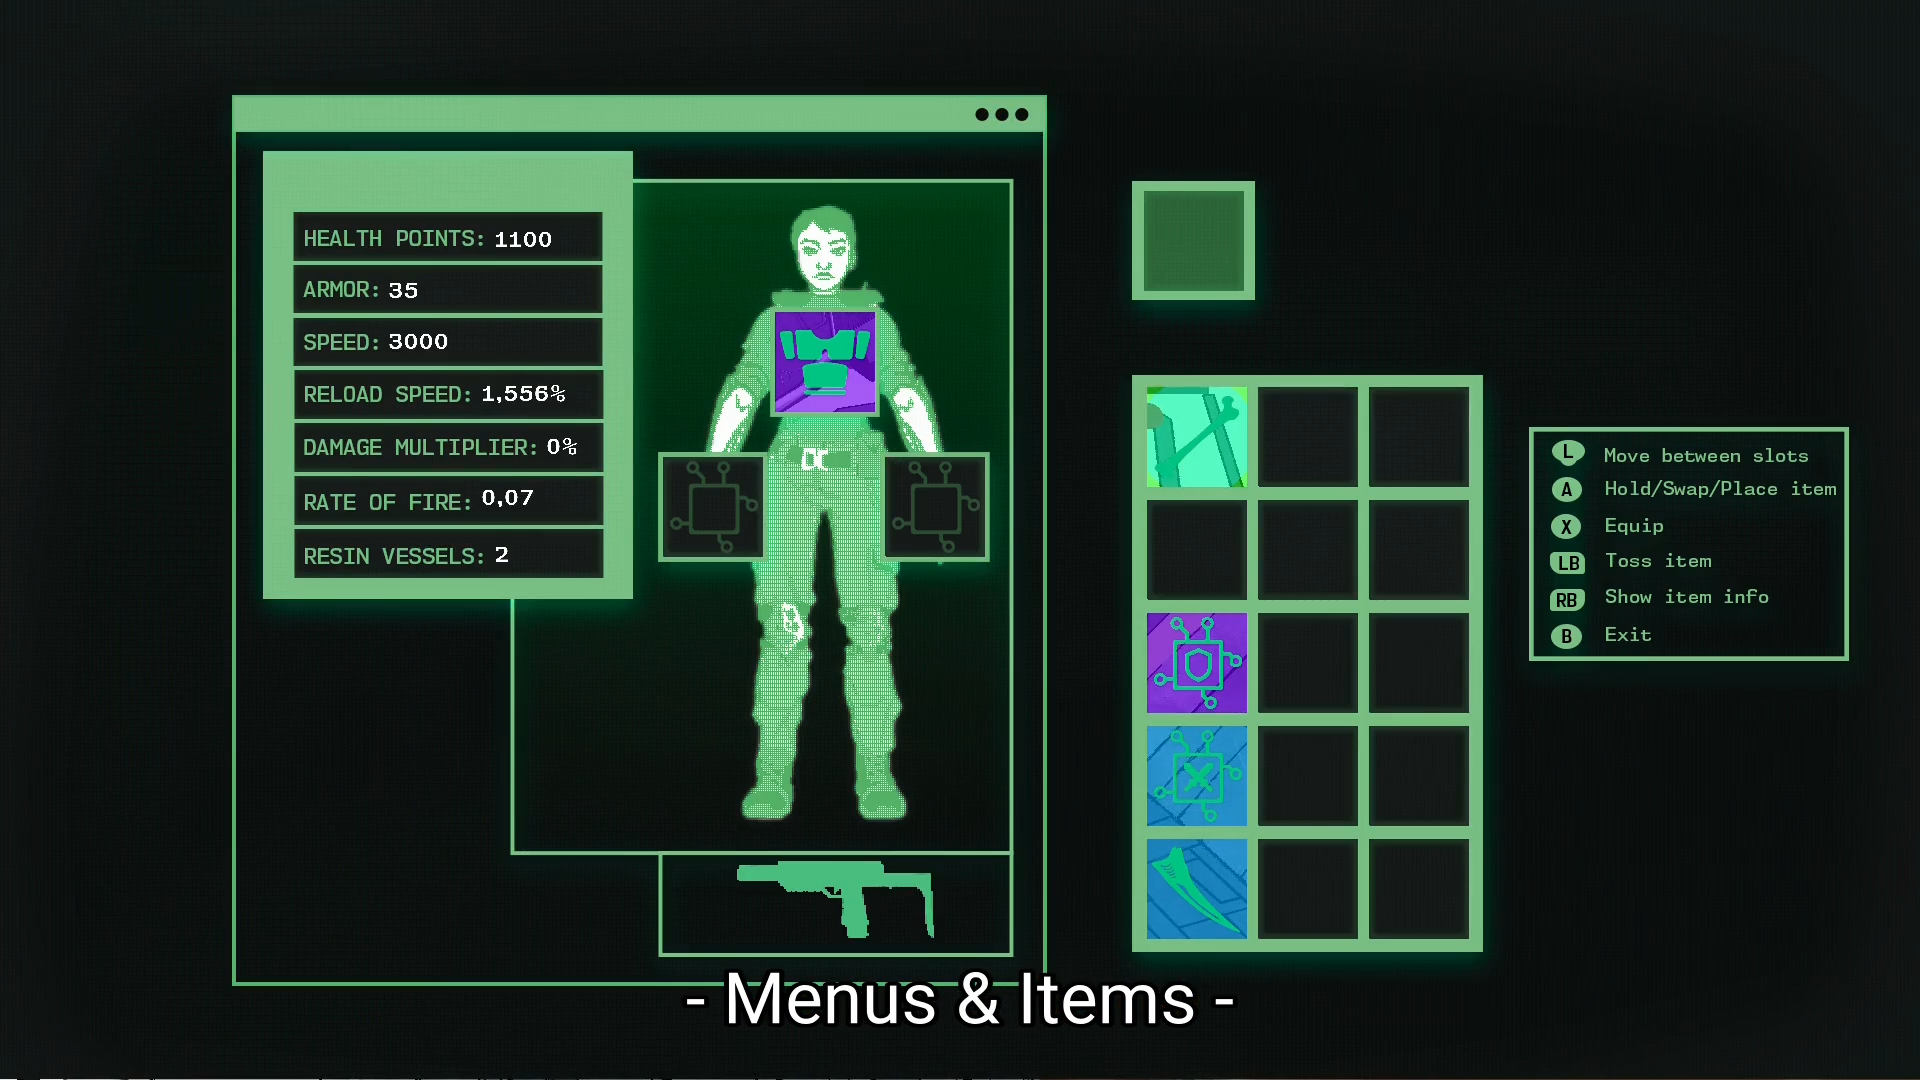 HEALTH POINTS: 1100
ARMOR: 35
SPEED: 3000
RELOAD SPEED: 1,556%
DAMAGE MULTIPLIER: 0%
RATE OF FIRE: 0,07
RESIN VESSELS: 2
L Move between slots
A Hold/Swap/Place item
X Equip
LB Toss item
RB Show item info
B Exit
- Menus & Items -